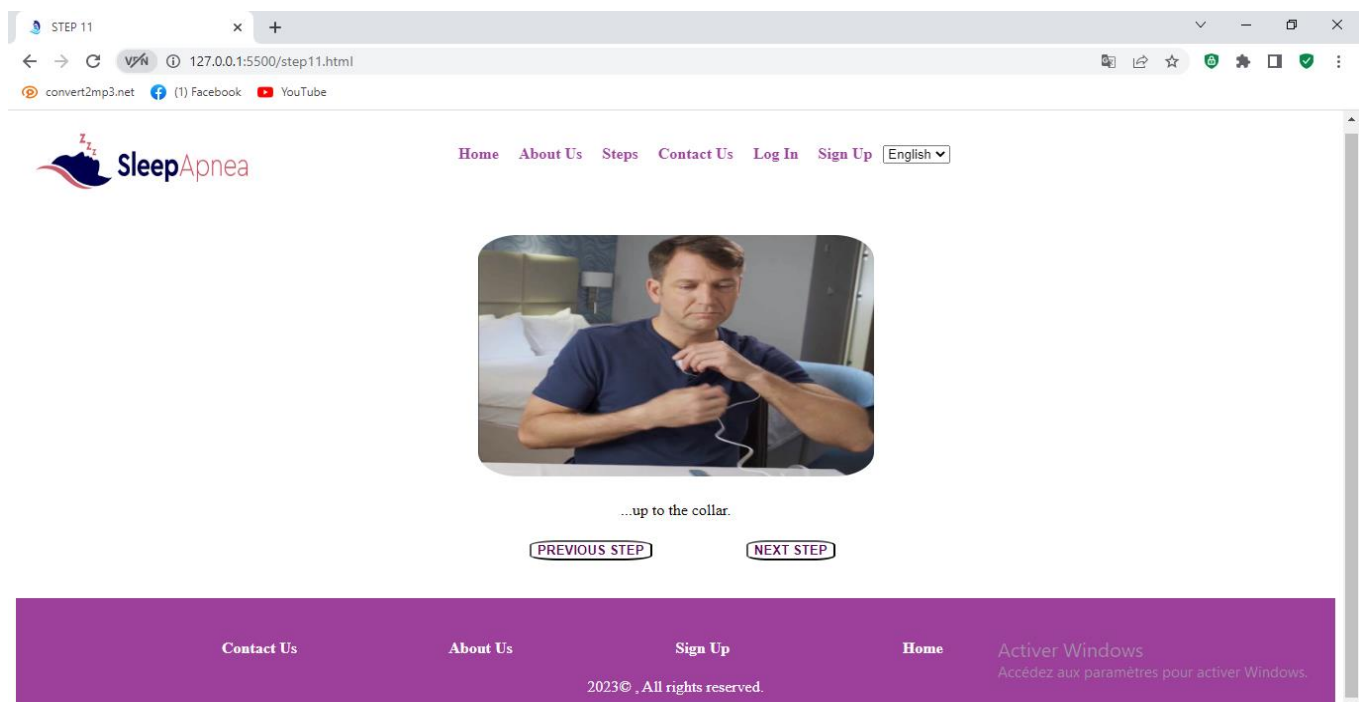 STEP 11
VPN 127.0.0.1:5500/step11.html
convert2mp3.net (1) Facebook YouTube
z z z
SleepApnea Home About Us Steps Contact Us Log In Sign Up English
...up to the collar.
PREVIOUS STEP NEXT STEP
Contact Us About Us Sign Up Home
Activer Windows
Accédez aux paramètres pour activer Windows.
2023© , All rights reserved.